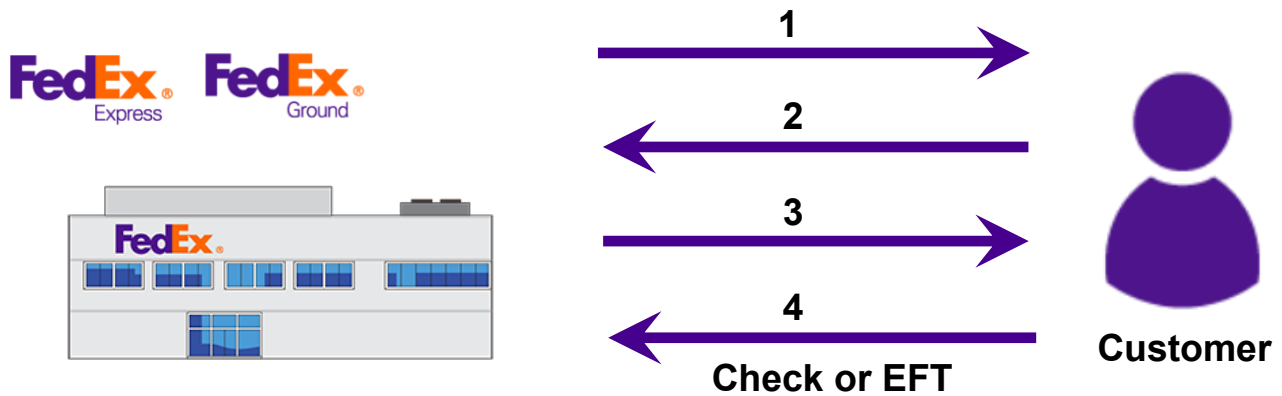 FedEx®
Express
FedEx®
Ground
FedEx®
1
2
3
4
Check or EFT
Customer